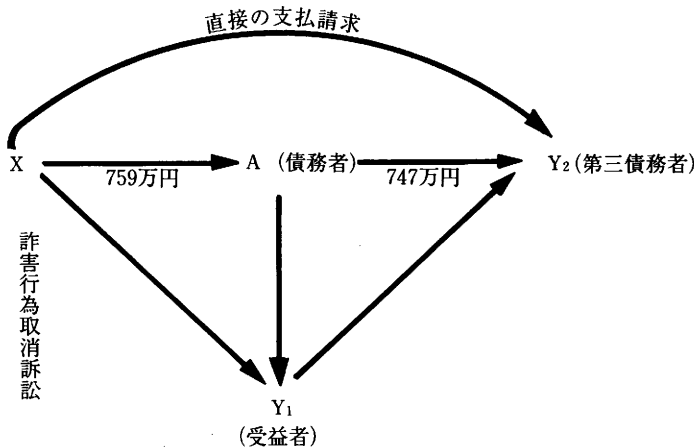 直接の支払請求
X
759万円
A (債務者)
747万円
Y2(第三債務者)
詐害行為取消訴訟
Y1
(受益者)